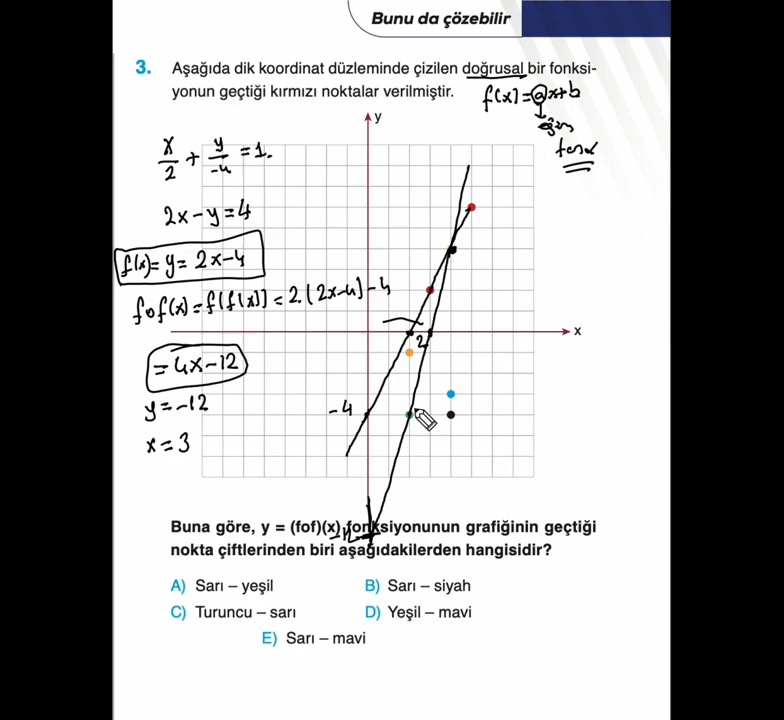 Bunu da çözebilir
3. Aşağıda dik koordinat düzleminde çizilen doğrusal bir fonksi-
yonun geçtiği kırmızı noktalar verilmiştir.
f(x)=ax+b
eğim
tanα
y
x/2 + y/-4 = 1.
2x-y=4
f(x)= y= 2x-4
fof(x)=f(f(x))=2.(2x-4)-4
x
2
= 4x-12
-4
y=-12
x=3
-12
Buna göre, y = (fof)(x) fonksiyonunun grafiğinin geçtiği
nokta çiftlerinden biri aşağıdakilerden hangisidir?
A) Sarı – yeşil
B) Sarı – siyah
C) Turuncu – sarı
D) Yeşil – mavi
E) Sarı – mavi